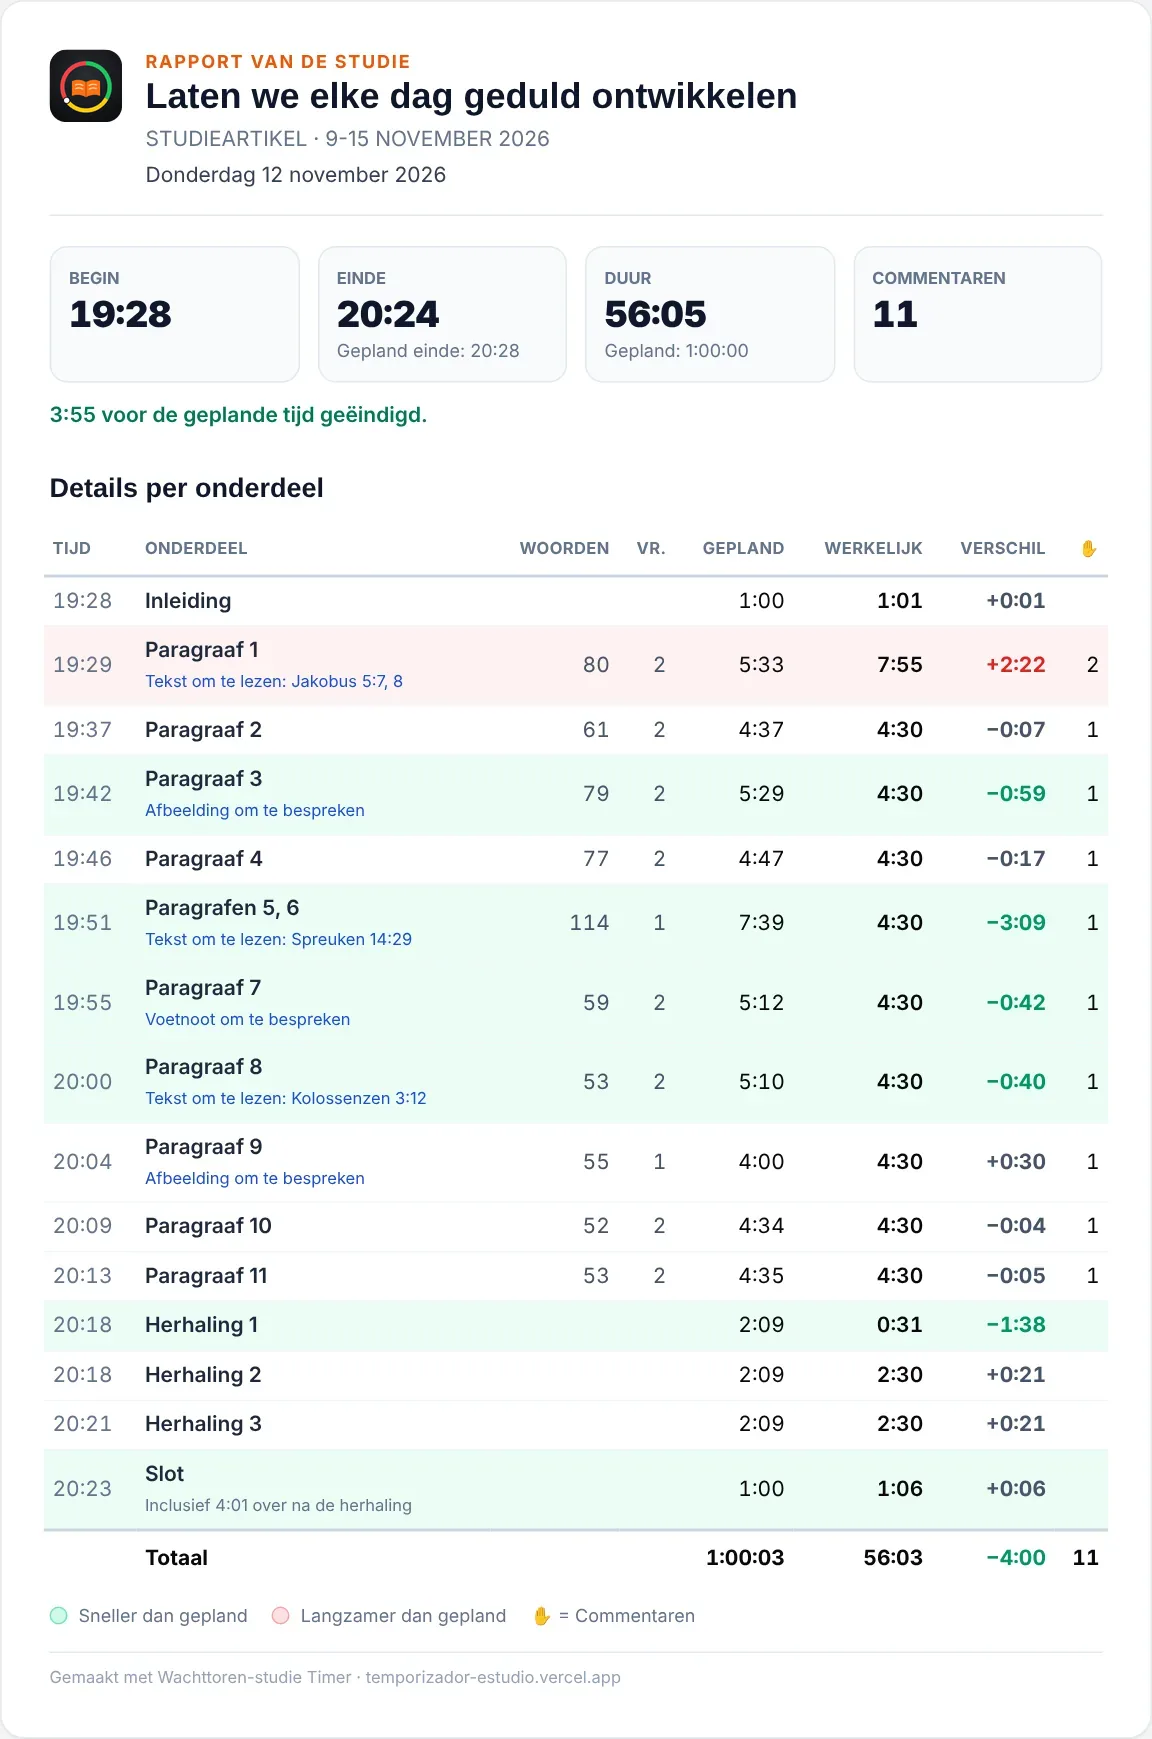 RAPPORT VAN DE STUDIE
Laten we elke dag geduld ontwikkelen
STUDIEARTIKEL · 9-15 NOVEMBER 2026
Donderdag 12 november 2026
BEGIN
19:28
EINDE
20:24
Gepland einde: 20:28
DUUR
56:05
Gepland: 1:00:00
COMMENTAREN
11
3:55 voor de geplande tijd geëindigd.
Details per onderdeel
TIJD ONDERDEEL WOORDEN VR. GEPLAND WERKELIJK VERSCHIL ✋
19:28 Inleiding 1:00 1:01 +0:01
19:29 Paragraaf 1 80 2 5:33 7:55 +2:22 2
Tekst om te lezen: Jakobus 5:7, 8
19:37 Paragraaf 2 61 2 4:37 4:30 −0:07 1
19:42 Paragraaf 3 79 2 5:29 4:30 −0:59 1
Afbeelding om te bespreken
19:46 Paragraaf 4 77 2 4:47 4:30 −0:17 1
19:51 Paragrafen 5, 6 114 1 7:39 4:30 −3:09 1
Tekst om te lezen: Spreuken 14:29
19:55 Paragraaf 7 59 2 5:12 4:30 −0:42 1
Voetnoot om te bespreken
20:00 Paragraaf 8 53 2 5:10 4:30 −0:40 1
Tekst om te lezen: Kolossenzen 3:12
20:04 Paragraaf 9 55 1 4:00 4:30 +0:30 1
Afbeelding om te bespreken
20:09 Paragraaf 10 52 2 4:34 4:30 −0:04 1
20:13 Paragraaf 11 53 2 4:35 4:30 −0:05 1
20:18 Herhaling 1 2:09 0:31 −1:38
20:18 Herhaling 2 2:09 2:30 +0:21
20:21 Herhaling 3 2:09 2:30 +0:21
20:23 Slot 1:00 1:06 +0:06
Inclusief 4:01 over na de herhaling
Totaal 1:00:03 56:03 −4:00 11
Sneller dan gepland Langzamer dan gepland ✋ = Commentaren
Gemaakt met Wachttoren-studie Timer · temporizador-estudio.vercel.app